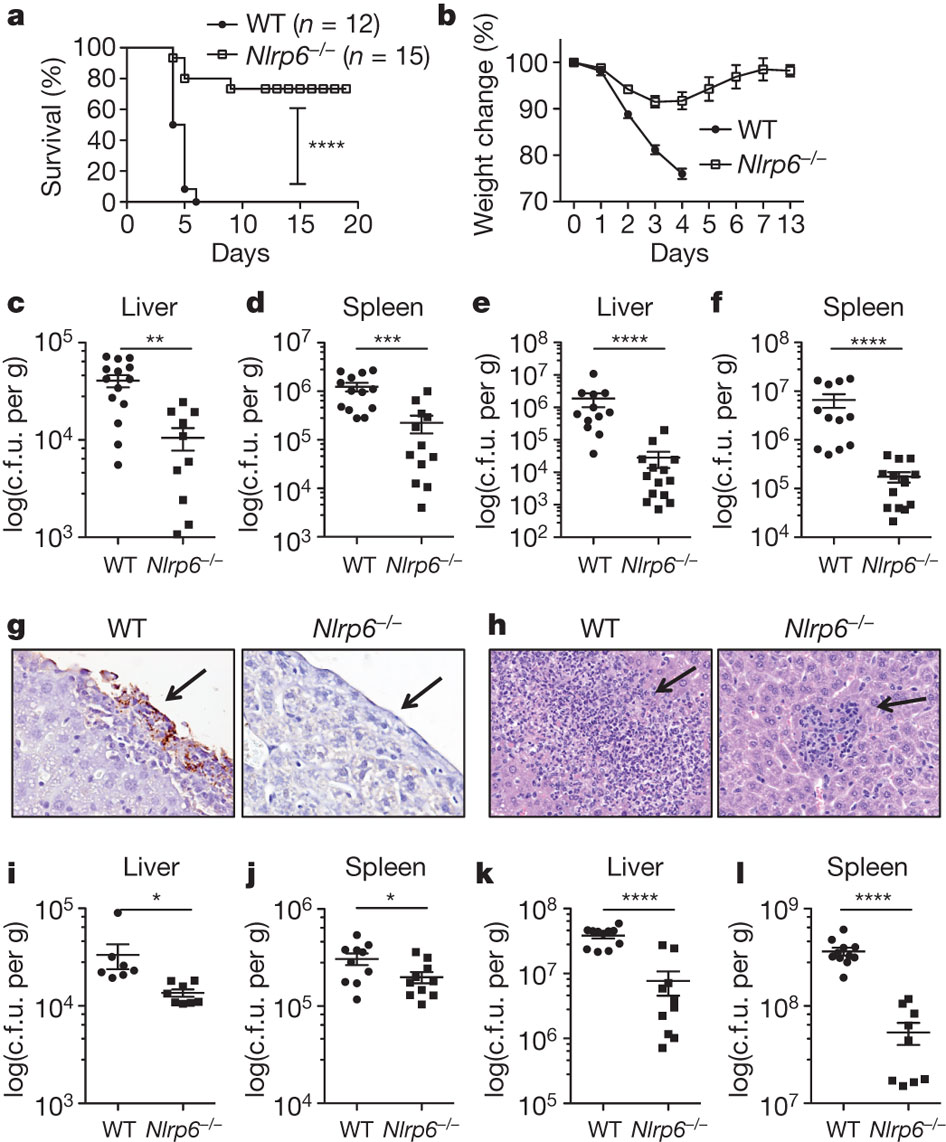 a
WT (n = 12)
Nlrp6–/– (n = 15)
Survival (%)
100
80
60
40
20
0
****
0 5 10 15 20
Days
b
Weight change (%)
100
90
80
70
WT
Nlrp6–/–
0 1 2 3 4 5 6 7 13
Days
c
Liver
**
log(c.f.u. per g)
10⁵
10⁴
10³
WT Nlrp6–/–
d
Spleen
***
log(c.f.u. per g)
10⁷
10⁶
10⁵
10⁴
10³
WT Nlrp6–/–
e
Liver
****
log(c.f.u. per g)
10⁸
10⁷
10⁶
10⁵
10⁴
10³
10²
WT Nlrp6–/–
f
Spleen
****
log(c.f.u. per g)
10⁸
10⁷
10⁶
10⁵
10⁴
WT Nlrp6–/–
g
WT Nlrp6–/–
h
WT Nlrp6–/–
i
Liver
*
log(c.f.u. per g)
10⁵
10⁴
10³
WT Nlrp6–/–
j
Spleen
*
log(c.f.u. per g)
10⁶
10⁵
10⁴
WT Nlrp6–/–
k
Liver
****
log(c.f.u. per g)
10⁸
10⁷
10⁶
10⁵
WT Nlrp6–/–
l
Spleen
****
log(c.f.u. per g)
10⁹
10⁸
10⁷
WT Nlrp6–/–